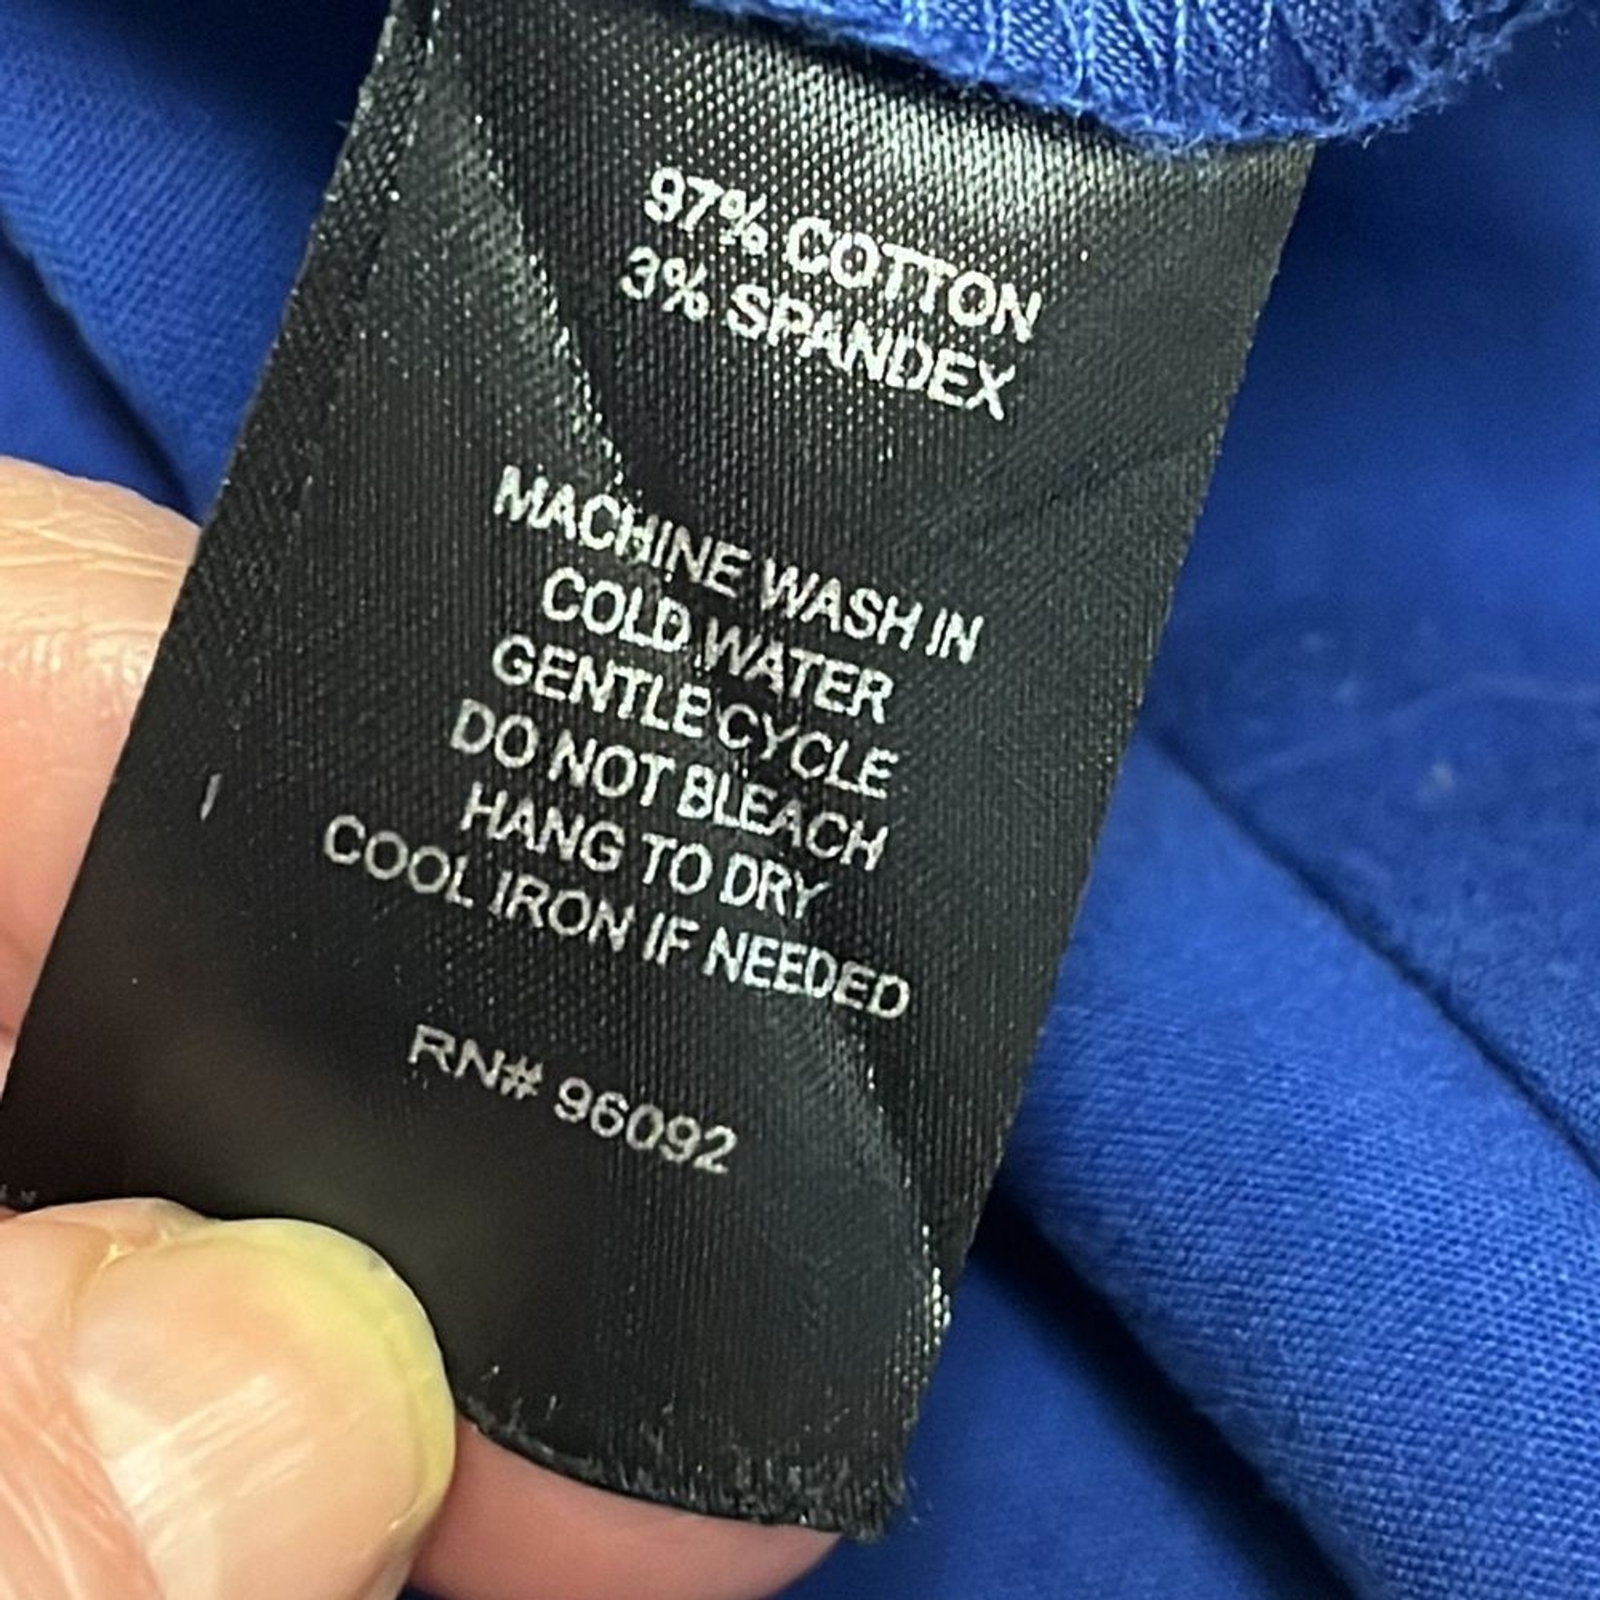 97% COTTON
3% SPANDEX
MACHINE WASH IN
COLD WATER
GENTLE CYCLE
DO NOT BLEACH
HANG TO DRY
COOL IRON IF NEEDED
RN# 96092